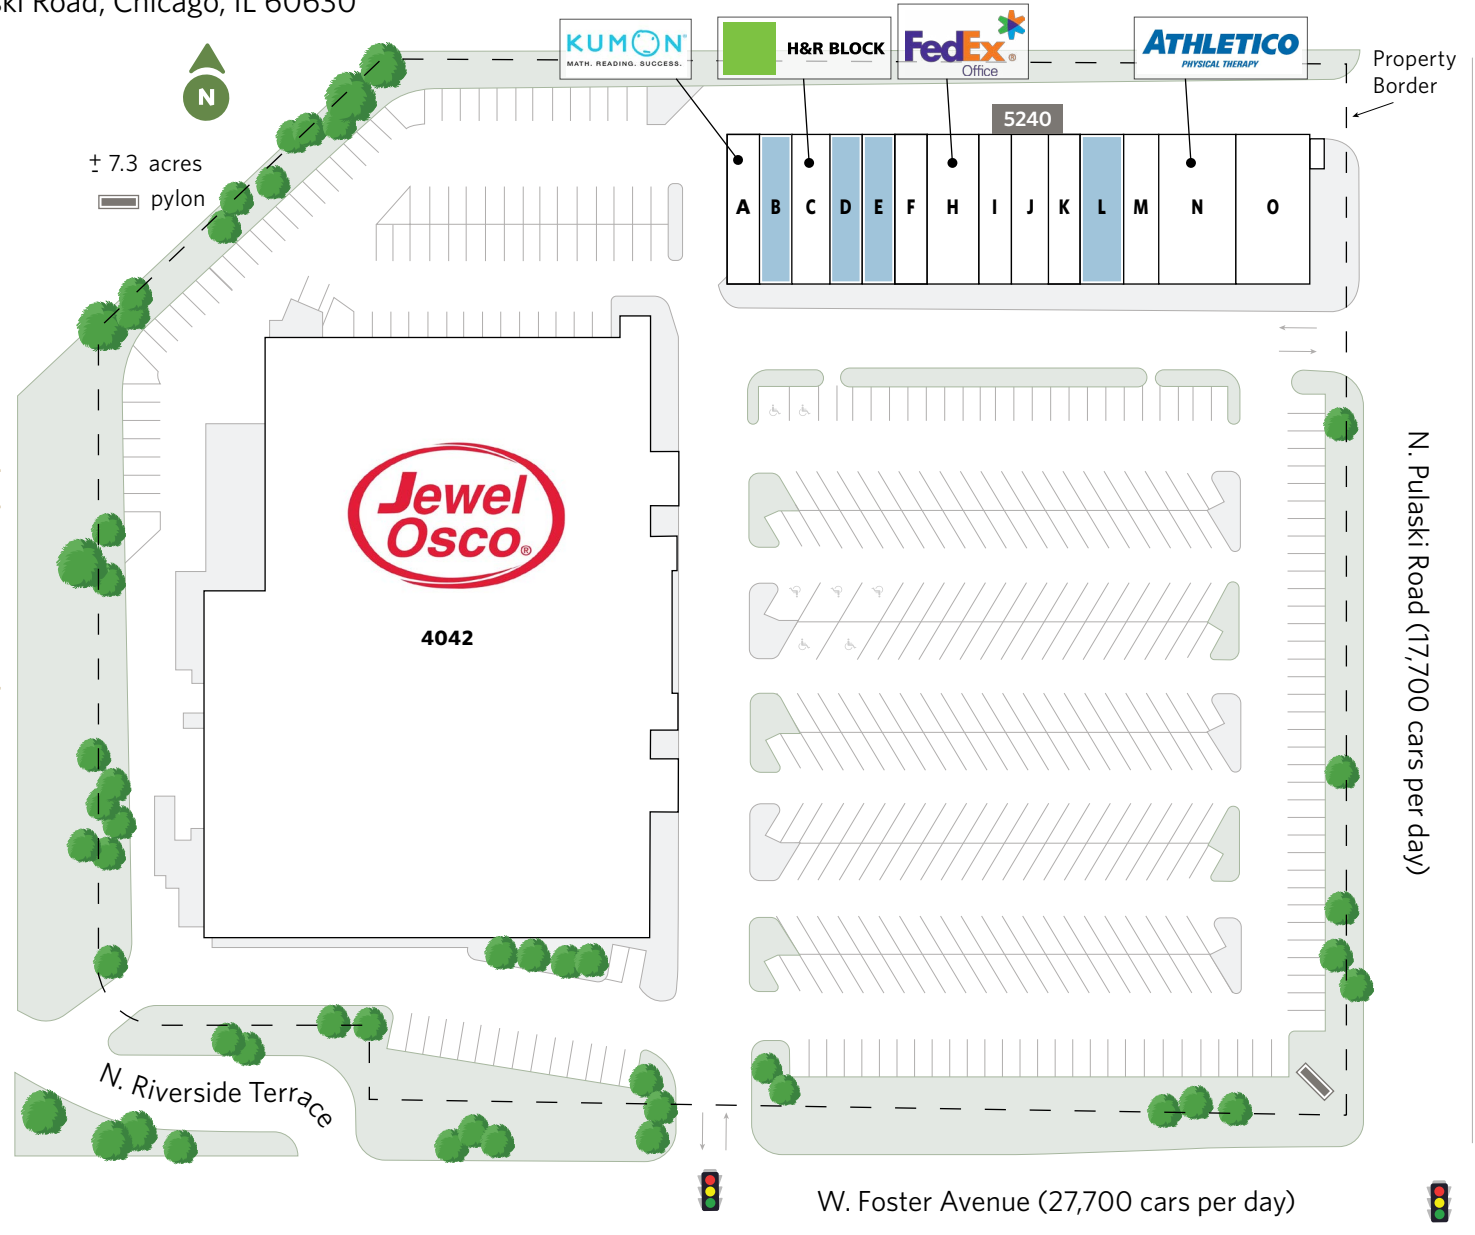 ski Road, Chicago, IL 60630
N
± 7.3 acres
pylon
KUMON®
MATH. READING. SUCCESS.
H&R BLOCK
FedEx®
Office
ATHLETICO
PHYSICAL THERAPY
Property
Border
5240
A B C D E F H I J K L M N O
Jewel
Osco®
4042
N. Pulaski Road (17,700 cars per day)
N. Riverside Terrace
W. Foster Avenue (27,700 cars per day)